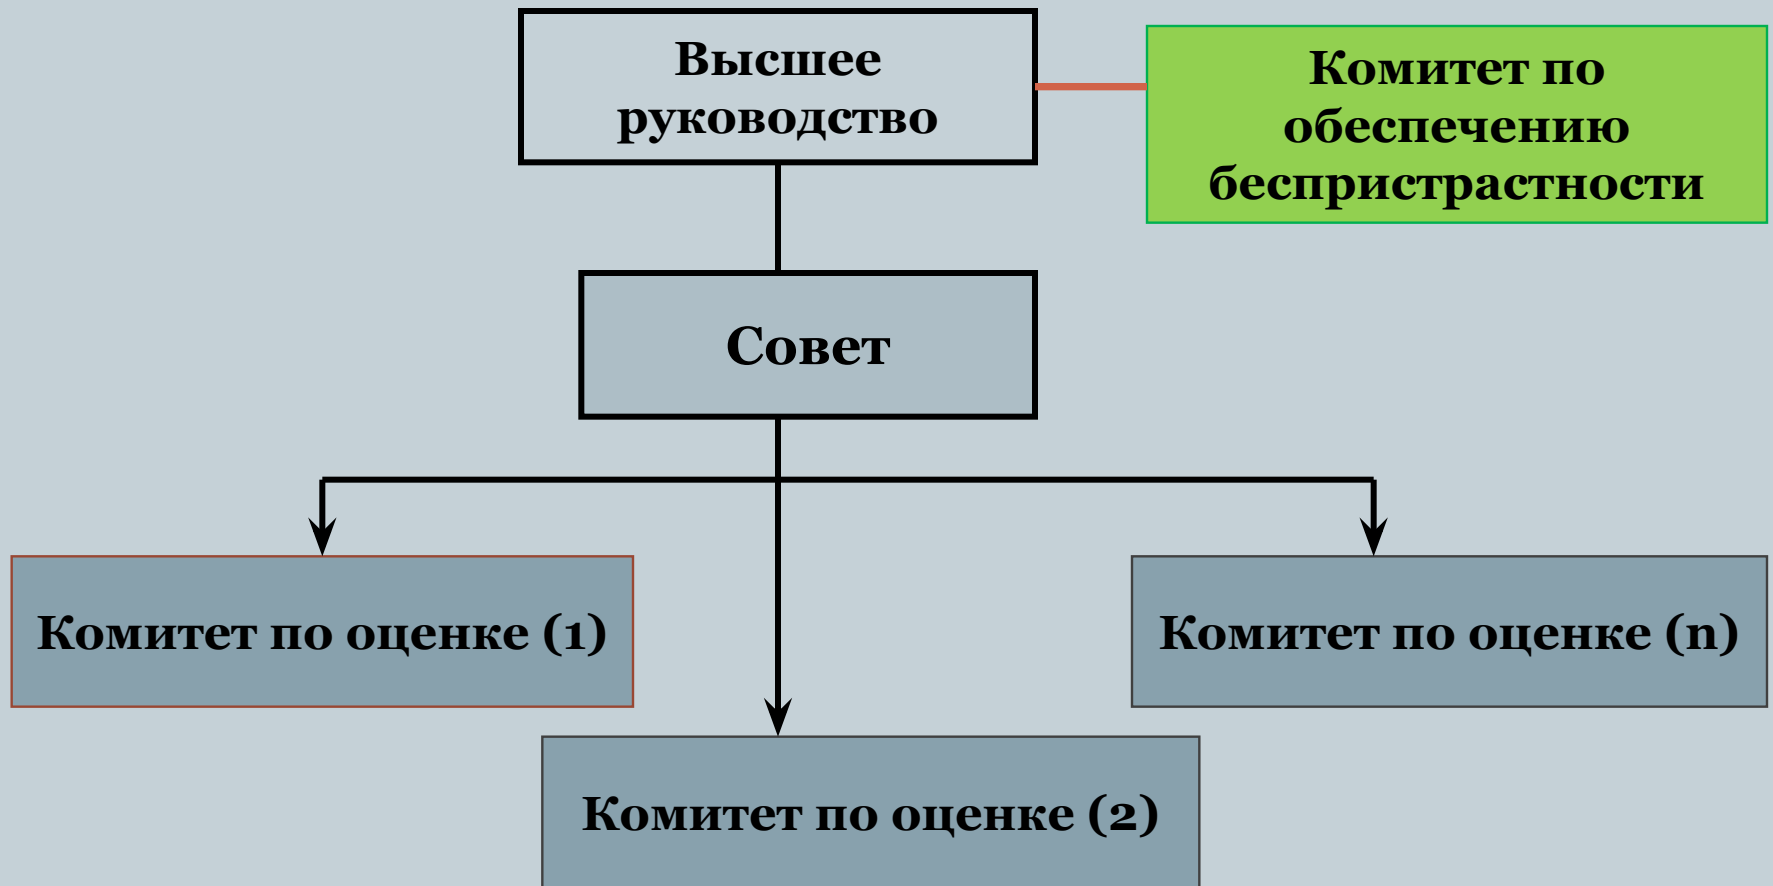 Высшее
руководство
Комитет по
обеспечению
беспристрастности
Совет
Комитет по оценке (1)
Комитет по оценке (n)
Комитет по оценке (2)